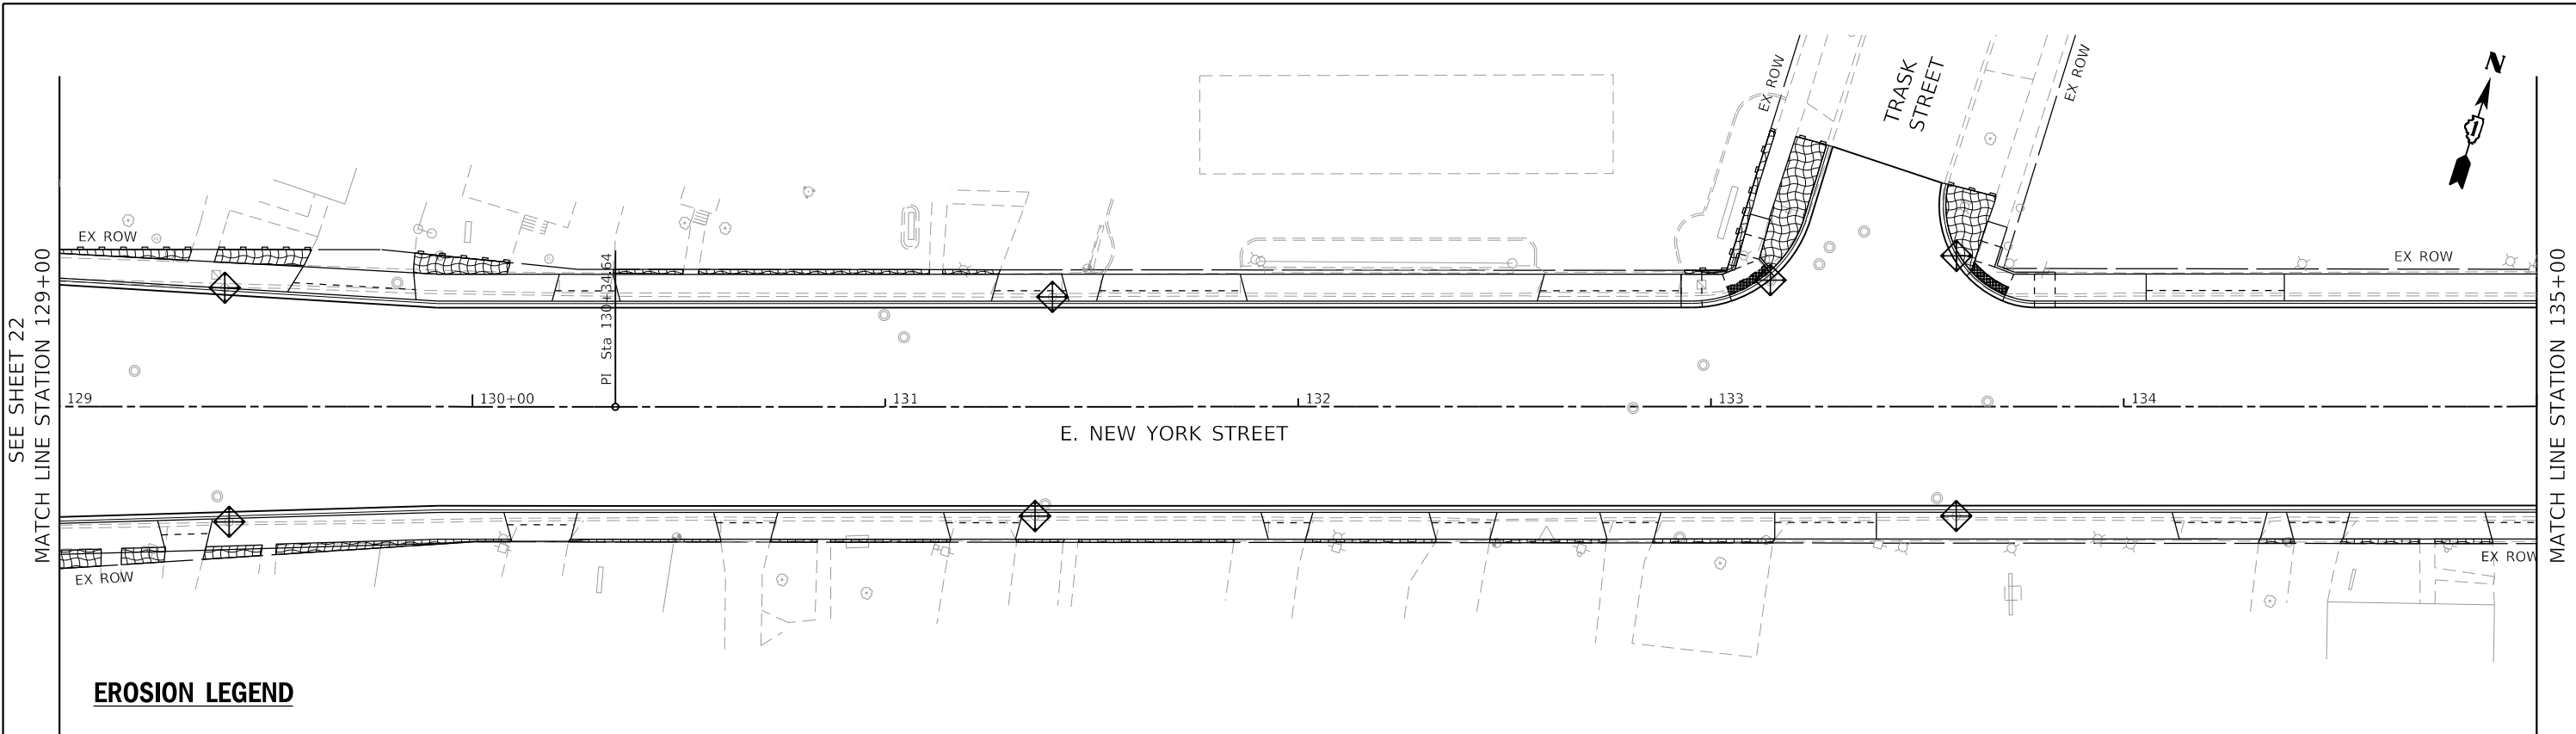 SEE SHEET 22
MATCH LINE STATION 129+00
EX ROW
EX ROW
TRASK
STREET
EX ROW
N
EX ROW
PI Sta 130+34.64
129
130+00
131
132
133
134
E. NEW YORK STREET
EX ROW
EX ROW
MATCH LINE STATION 135+00
EROSION LEGEND